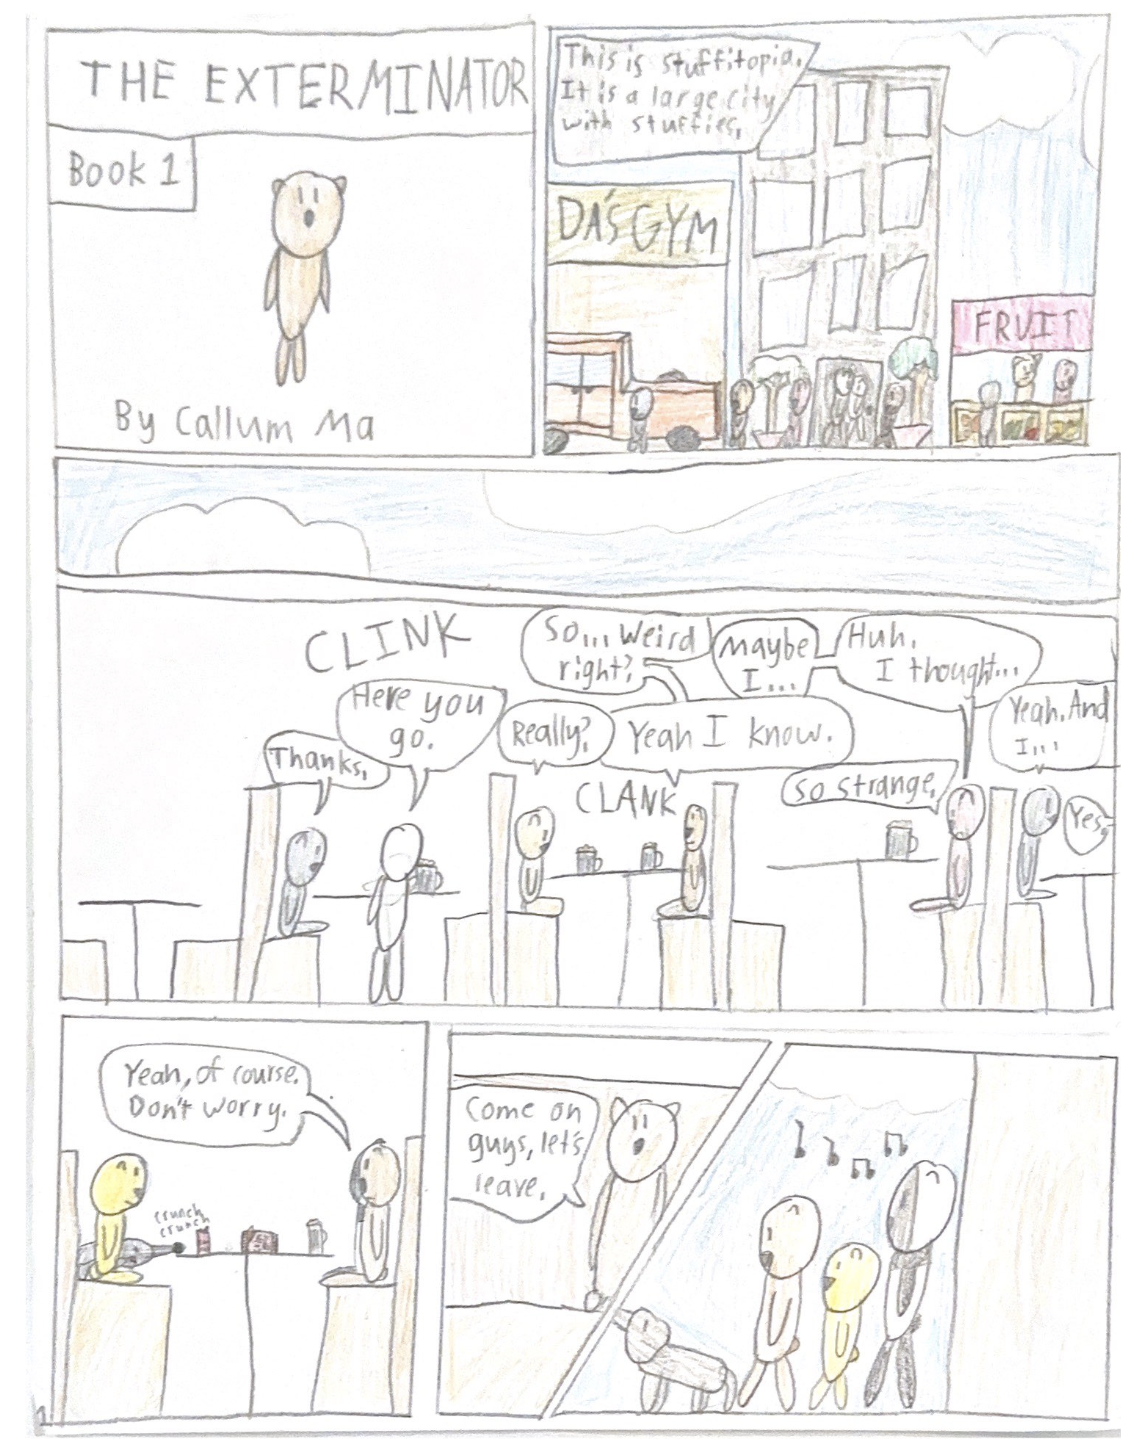 THE EXTERMINATOR
Book 1
By Callum Ma
This is stuffitopia.
It is a large city
with stuffies.
DA'S GYM
FRUIT
CLINK
Thanks.
Here you
go.
Really?
So... Weird
right?
Yeah I know.
Maybe
I...
Huh.
I thought...
CLANK
so strange.
Yeah. And
I...
Yes,
Yeah, of course.
Don't worry.
crunch
crunch
Come on
guys, let's
leave.
1